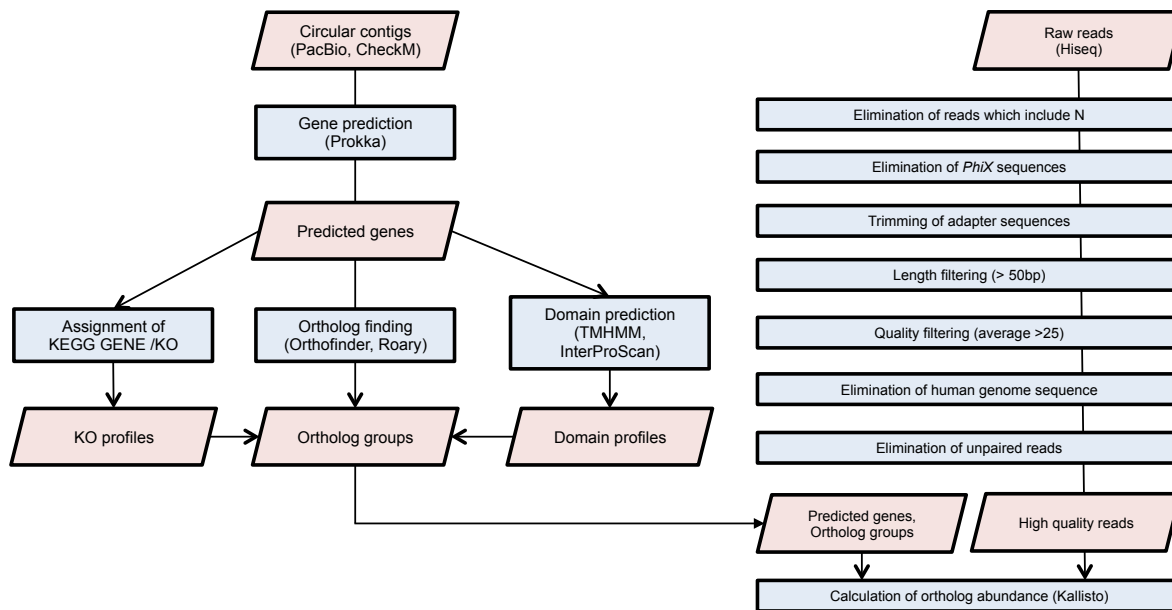 Circular contigs
(PacBio, CheckM)
Gene prediction
(Prokka)
Predicted genes
Assignment of
KEGG GENE /KO
Ortholog finding
(Orthofinder, Roary)
Domain prediction
(TMHMM,
InterProScan)
KO profiles
Ortholog groups
Domain profiles
Raw reads
(Hiseq)
Elimination of reads which include N
Elimination of PhiX sequences
Trimming of adapter sequences
Length filtering (> 50bp)
Quality filtering (average >25)
Elimination of human genome sequence
Elimination of unpaired reads
Predicted genes,
Ortholog groups
High quality reads
Calculation of ortholog abundance (Kallisto)